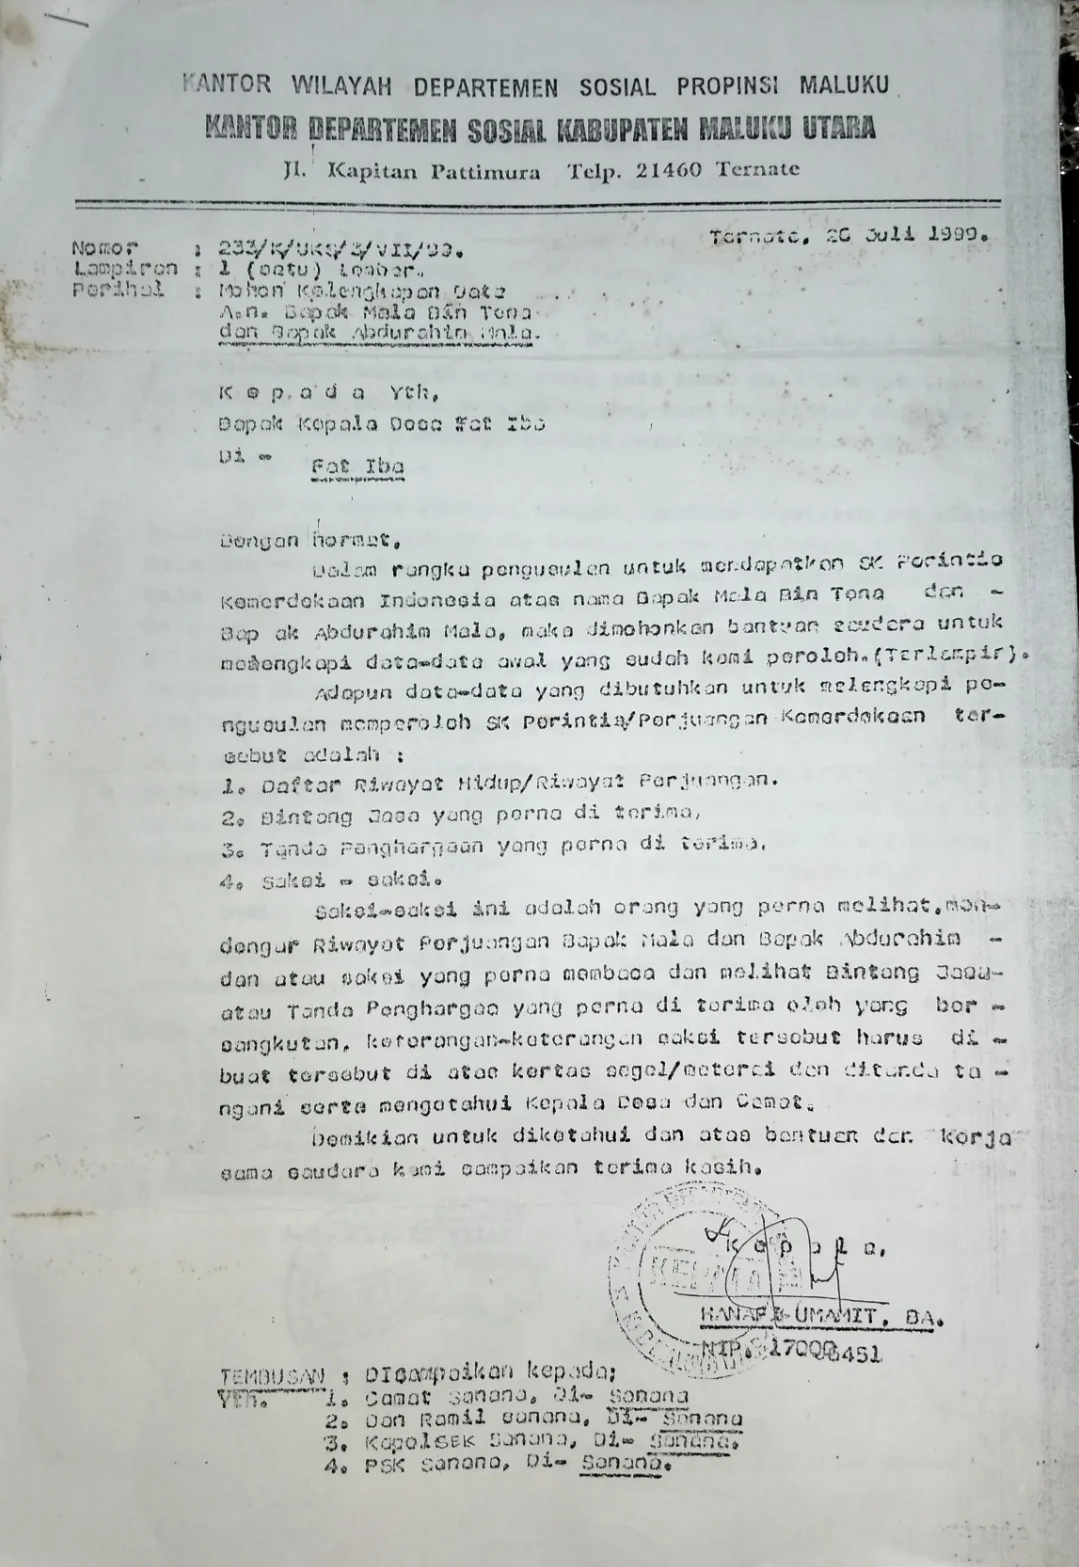 KANTOR WILAYAH DEPARTEMEN SOSIAL PROPINSI MALUKU
KANTOR DEPARTEMEN SOSIAL KABUPATEN MALUKU UTARA
Jl. Kapitan Pattimura Telp. 21460 Ternate
Ternate, 26 Juli 1999.
Nomor : 233/K/UKS/3/VII/99.
Lampiran : 1 (satu) Lembar.
Perihal : Mohon Kelengkapan Data
A.n. Bapak Mala Bin Tona
dan Bapak Abdurahim Mala.
K e p a d a Yth,
Bapak Kepala Desa Fat Iba
Di -
Fat Iba
Dengan hormat,
Dalam rangka pengusulan untuk mendapatkan SK Perintis
Kemerdekaan Indonesia atas nama Bapak Mala Bin Tona dan -
Bap ak Abdurahim Mala, maka dimohonkan bantuan saudara untuk
melengkapi data-data awal yang sudah kami peroleh.(Terlampir).
Adapun data-data yang dibutuhkan untuk melengkapi pe-
ngusulan memperoleh SK Perintis/Perjuangan Kemerdekaan ter-
sebut adalah :
1. Daftar Riwayat Hidup/Riwayat Perjuangan.
2. Bintang Jasa yang perna di terima,
3. Tanda Panghargaan yang perna di terima,
4. Saksi - saksi.
Saksi-saksi ini adalah orang yang perna melihat,men-
dengar Riwayat Perjuangan Bapak Mala dan Bapak Abdurahim -
dan atau saksi yang perna membaca dan melihat Bintang Jasa-
atau Tanda Penghargaa yang perna di terima oleh yang ber -
sangkutan, keterangan-keterangan saksi tersebut harus di -
buat tersebut di atas kertas segel/meterai dan ditanda ta -
ngani serta mengetahui Kepala Desa dan Camat.
Demikian untuk diketahui dan atas bantuan dan kerja
sama saudara kami sampaikan terima kasih.
K e p a l a,
HANAFI UMAMIT, BA.
TEMBUSAN : DIsampaikan kepada;
YTH. 1. Camat Sanana, Di- Sanana
2. Dan Ramil Sanana, Di- Sanana
3. KapolSEK Sanana, Di- Sanana.
4. PSK Sanana, Di- Sanana.